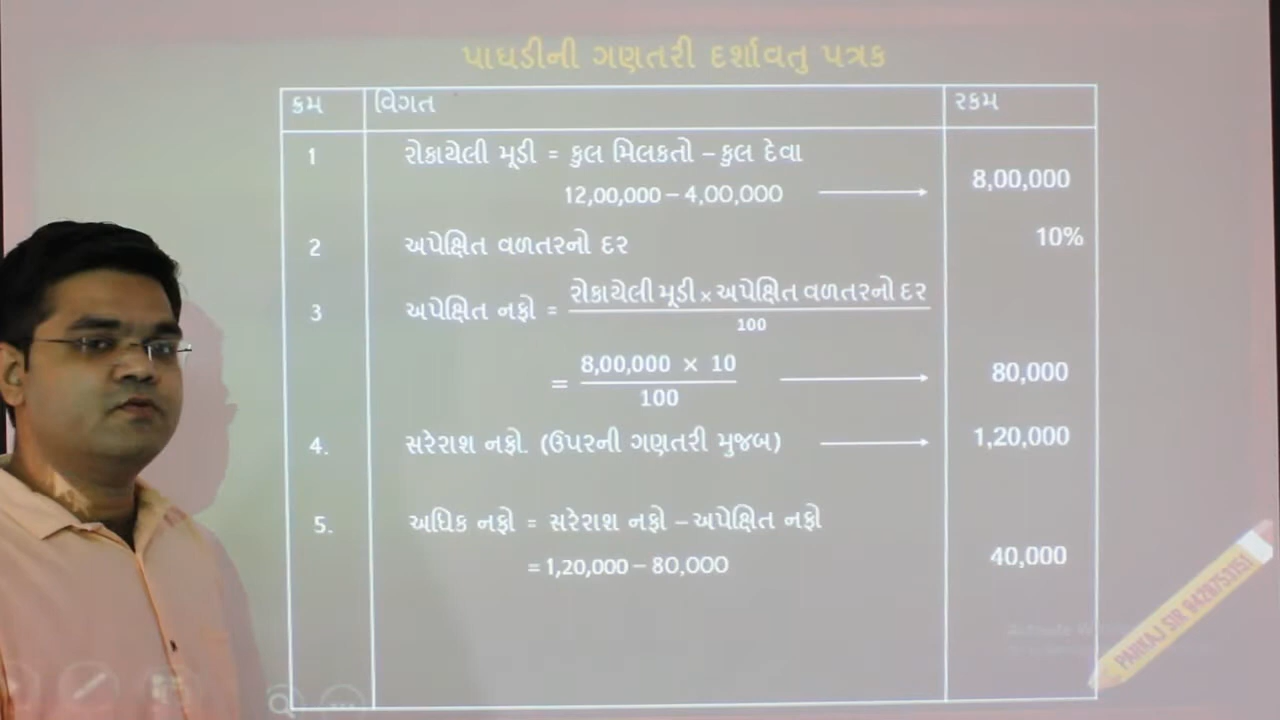 પાઘડીની ગણતરી દર્શાવતુ પત્રક
ક્રમ વિગત રકમ
1 રોકાયેલી મૂડી = કુલ મિલકતો – કુલ દેવા
12,00,000 – 4,00,000 8,00,000
2 અપેક્ષિત વળતરનો દર 10%
3 અપેક્ષિત નફો = રોકાયેલી મૂડી × અપેક્ષિત વળતરનો દર
100
= 8,00,000 × 10 80,000
100
4. સરેરાશ નફો. (ઉપરની ગણતરી મુજબ) 1,20,000
5. અધિક નફો = સરેરાશ નફો – અપેક્ષિત નફો
= 1,20,000 – 80,000 40,000
PANKAJ SIR 9428753151